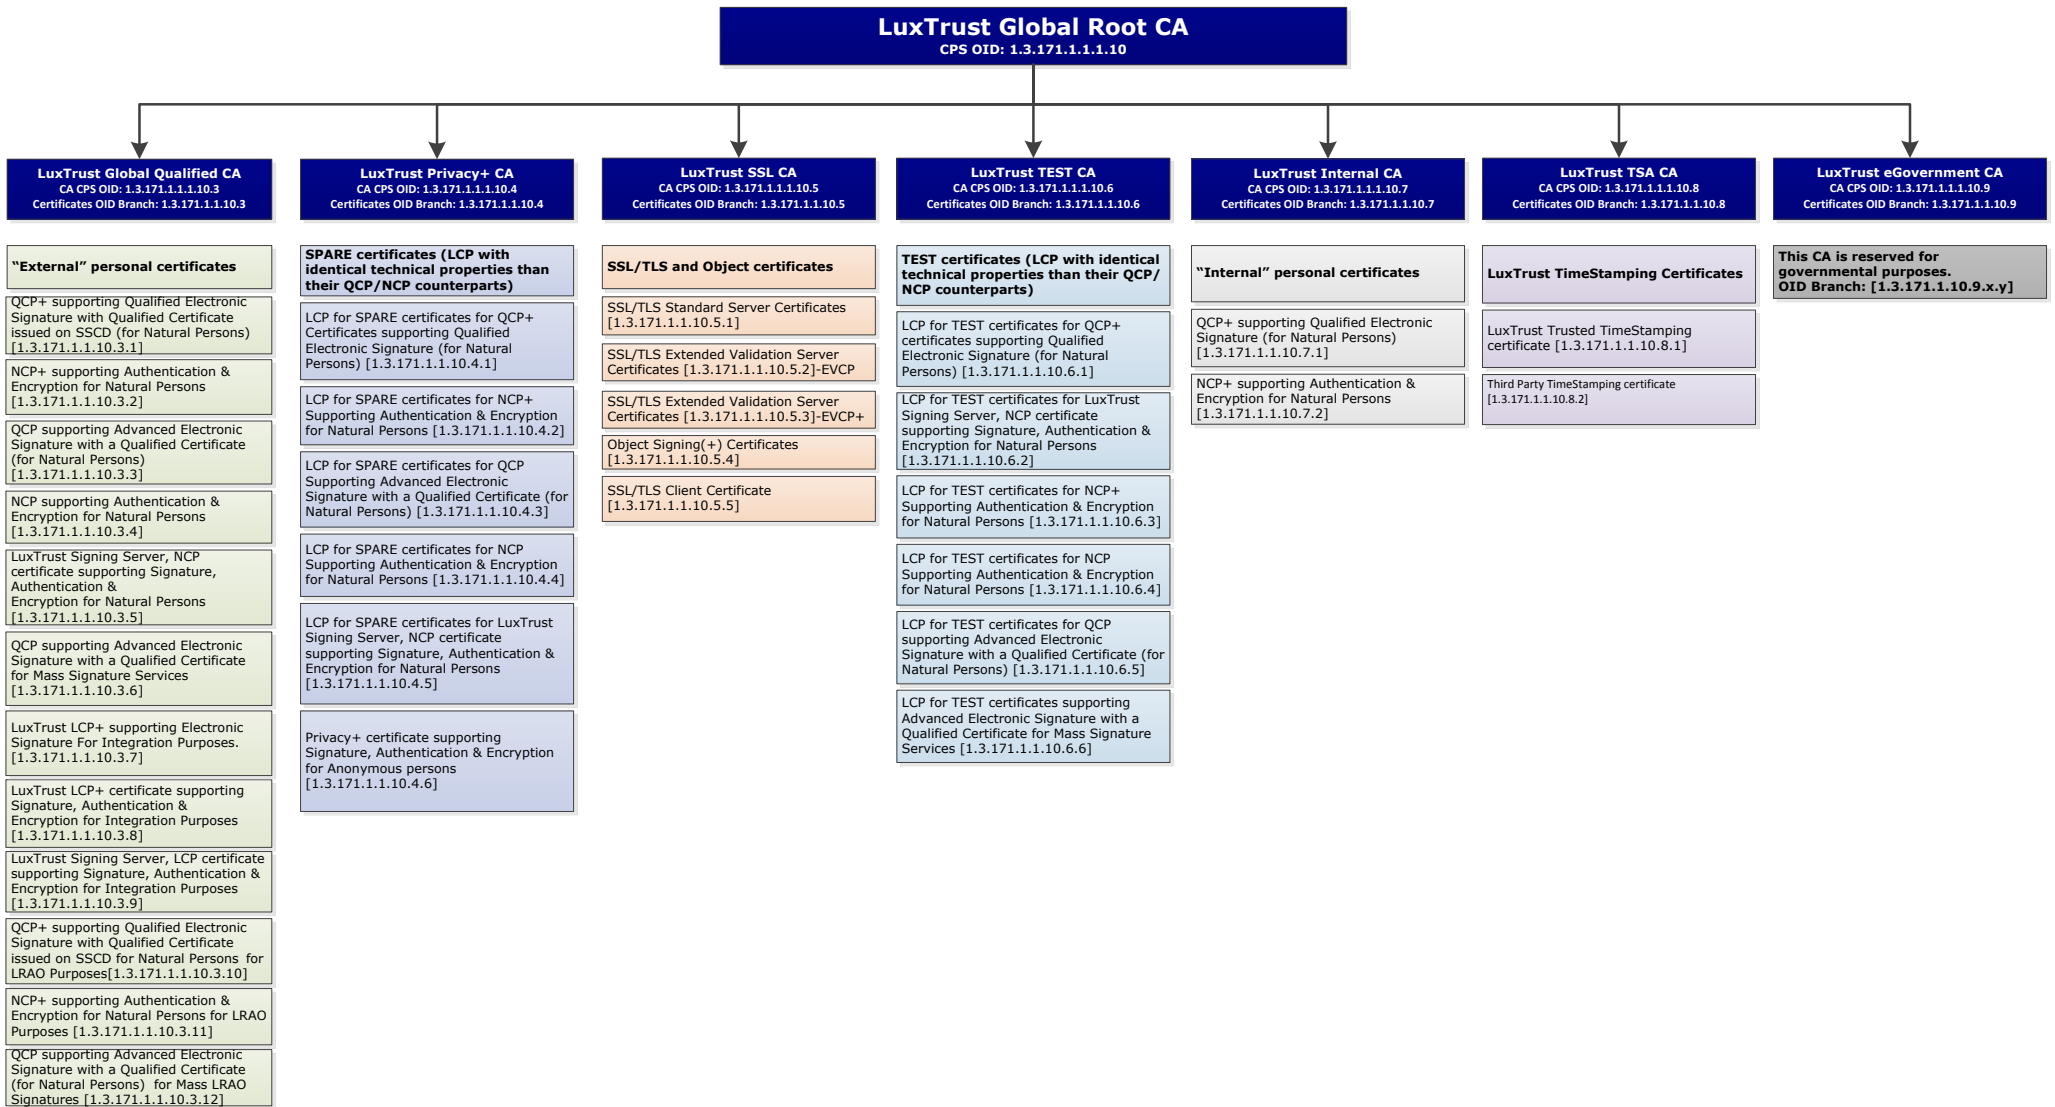 LuxTrust Global Root CA
CPS OID: 1.3.171.1.1.1.10
LuxTrust Global Qualified CA
CA CPS OID: 1.3.171.1.1.1.10.3
Certificates OID Branch: 1.3.171.1.1.10.3
“External” personal certificates
QCP+ supporting Qualified Electronic
Signature with Qualified Certificate
issued on SSCD (for Natural Persons)
[1.3.171.1.1.10.3.1]
NCP+ supporting Authentication &
Encryption for Natural Persons
[1.3.171.1.1.10.3.2]
QCP supporting Advanced Electronic
Signature with a Qualified Certificate
(for Natural Persons)
[1.3.171.1.1.10.3.3]
NCP supporting Authentication &
Encryption for Natural Persons
[1.3.171.1.1.10.3.4]
LuxTrust Signing Server, NCP
certificate supporting Signature,
Authentication &
Encryption for Natural Persons
[1.3.171.1.1.10.3.5]
QCP supporting Advanced Electronic
Signature with a Qualified Certificate
for Mass Signature Services
[1.3.171.1.1.10.3.6]
LuxTrust LCP+ supporting Electronic
Signature For Integration Purposes.
[1.3.171.1.1.10.3.7]
LuxTrust LCP+ certificate supporting
Signature, Authentication &
Encryption for Integration Purposes
[1.3.171.1.1.10.3.8]
LuxTrust Signing Server, LCP certificate
supporting Signature, Authentication &
Encryption for Integration Purposes
[1.3.171.1.1.10.3.9]
QCP+ supporting Qualified Electronic
Signature with Qualified Certificate
issued on SSCD for Natural Persons for
LRAO Purposes[1.3.171.1.1.10.3.10]
NCP+ supporting Authentication &
Encryption for Natural Persons for LRAO
Purposes [1.3.171.1.1.10.3.11]
QCP supporting Advanced Electronic
Signature with a Qualified Certificate
(for Natural Persons) for Mass LRAO
Signatures [1.3.171.1.1.10.3.12]
LuxTrust Privacy+ CA
CA CPS OID: 1.3.171.1.1.1.10.4
Certificates OID Branch: 1.3.171.1.1.10.4
SPARE certificates (LCP with
identical technical properties than
their QCP/NCP counterparts)
LCP for SPARE certificates for QCP+
Certificates supporting Qualified
Electronic Signature (for Natural
Persons) [1.3.171.1.1.10.4.1]
LCP for SPARE certificates for NCP+
Supporting Authentication & Encryption
for Natural Persons [1.3.171.1.1.10.4.2]
LCP for SPARE certificates for QCP
Supporting Advanced Electronic
Signature with a Qualified Certificate (for
Natural Persons) [1.3.171.1.1.10.4.3]
LCP for SPARE certificates for NCP
Supporting Authentication & Encryption
for Natural Persons [1.3.171.1.1.10.4.4]
LCP for SPARE certificates for LuxTrust
Signing Server, NCP certificate
supporting Signature, Authentication &
Encryption for Natural Persons
[1.3.171.1.1.10.4.5]
Privacy+ certificate supporting
Signature, Authentication & Encryption
for Anonymous persons
[1.3.171.1.1.10.4.6]
LuxTrust SSL CA
CA CPS OID: 1.3.171.1.1.1.10.5
Certificates OID Branch: 1.3.171.1.1.10.5
SSL/TLS and Object certificates
SSL/TLS Standard Server Certificates
[1.3.171.1.1.10.5.1]
SSL/TLS Extended Validation Server
Certificates [1.3.171.1.1.10.5.2]-EVCP
SSL/TLS Extended Validation Server
Certificates [1.3.171.1.1.10.5.3]-EVCP+
Object Signing(+) Certificates
[1.3.171.1.1.10.5.4]
SSL/TLS Client Certificate
[1.3.171.1.1.10.5.5]
LuxTrust TEST CA
CA CPS OID: 1.3.171.1.1.1.10.6
Certificates OID Branch: 1.3.171.1.1.10.6
TEST certificates (LCP with identical
technical properties than their QCP/
NCP counterparts)
LCP for TEST certificates for QCP+
certificates supporting Qualified
Electronic Signature (for Natural
Persons) [1.3.171.1.1.10.6.1]
LCP for TEST certificates for LuxTrust
Signing Server, NCP certificate
supporting Signature, Authentication &
Encryption for Natural Persons
[1.3.171.1.1.10.6.2]
LCP for TEST certificates for NCP+
Supporting Authentication & Encryption
for Natural Persons [1.3.171.1.1.10.6.3]
LCP for TEST certificates for NCP
Supporting Authentication & Encryption
for Natural Persons [1.3.171.1.1.10.6.4]
LCP for TEST certificates for QCP
supporting Advanced Electronic
Signature with a Qualified Certificate (for
Natural Persons) [1.3.171.1.1.10.6.5]
LCP for TEST certificates supporting
Advanced Electronic Signature with a
Qualified Certificate for Mass Signature
Services [1.3.171.1.1.10.6.6]
LuxTrust Internal CA
CA CPS OID: 1.3.171.1.1.1.10.7
Certificates OID Branch: 1.3.171.1.1.10.7
“Internal” personal certificates
QCP+ supporting Qualified Electronic
Signature (for Natural Persons)
[1.3.171.1.1.10.7.1]
NCP+ supporting Authentication &
Encryption for Natural Persons
[1.3.171.1.1.10.7.2]
LuxTrust TSA CA
CA CPS OID: 1.3.171.1.1.1.10.8
Certificates OID Branch: 1.3.171.1.1.10.8
LuxTrust TimeStamping Certificates
LuxTrust Trusted TimeStamping
certificate [1.3.171.1.1.10.8.1]
Third Party TimeStamping certificate
[1.3.171.1.1.10.8.2]
LuxTrust eGovernment CA
CA CPS OID: 1.3.171.1.1.1.10.9
Certificates OID Branch: 1.3.171.1.1.10.9
This CA is reserved for
governmental purposes.
OID Branch: [1.3.171.1.10.9.x.y]